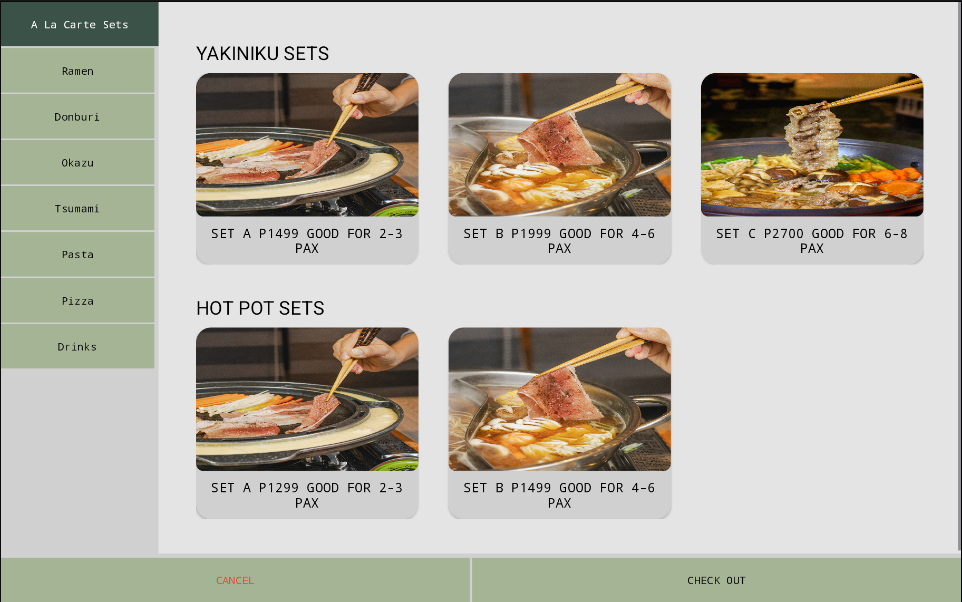 A La Carte Sets
Ramen
Donburi
Okazu
Tsumami
Pasta
Pizza
Drinks
YAKINIKU SETS
SET A P1499 GOOD FOR 2-3
PAX
SET B P1999 GOOD FOR 4-6
PAX
SET C P2700 GOOD FOR 6-8
PAX
HOT POT SETS
SET A P1299 GOOD FOR 2-3
PAX
SET B P1499 GOOD FOR 4-6
PAX
CANCEL
CHECK OUT